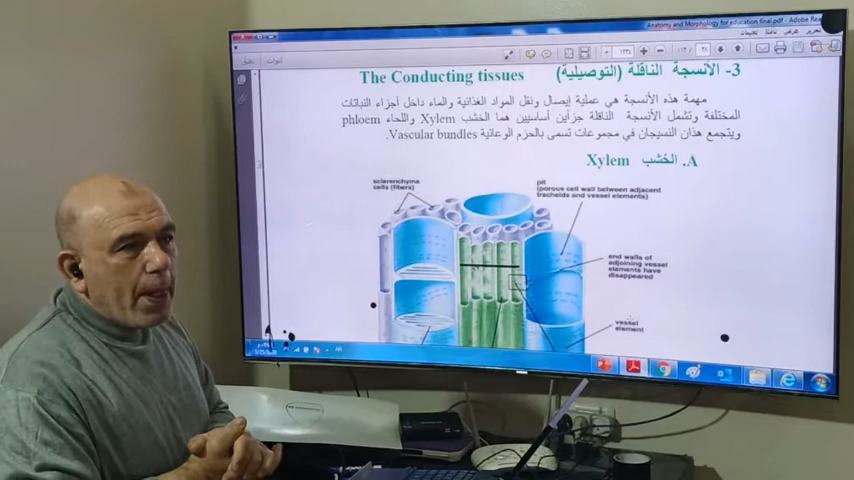 Anatomy and Morphology for education final.pdf - Adobe Rea
3- الأنسجة الناقلة (التوصيلية) The Conducting tissues
مهمة هذه الأنسجة هي عملية إيصال ونقل المواد الغذائية والماء داخل أجزاء النباتات
المختلفة وتشمل الأنسجة الناقلة جزأين أساسيين هما الخشب Xylem واللحاء phloem
ويتجمع هذان النسيجان في مجموعات تسمى بالحزم الوعائية Vascular bundles.
A. الخشب Xylem
sclerenchyma
cells (fibers)
pit
(porous cell wall between adjacent
tracheids and vessel elements)
end walls of
adjoining vessel
elements have
disappeared
vessel
element